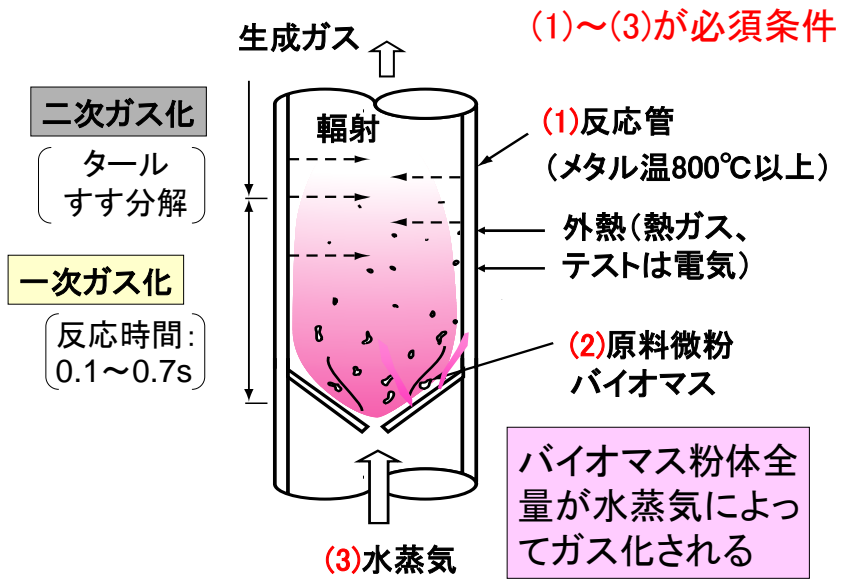 (1)～(3)が必須条件
生成ガス
二次ガス化
タール
すす分解
輻射
(1)反応管
(メタル温800℃以上)
外熱(熱ガス、
テストは電気)
一次ガス化
反応時間:
0.1～0.7s
(2)原料微粉
バイオマス
バイオマス粉体全
量が水蒸気によっ
てガス化される
(3)水蒸気